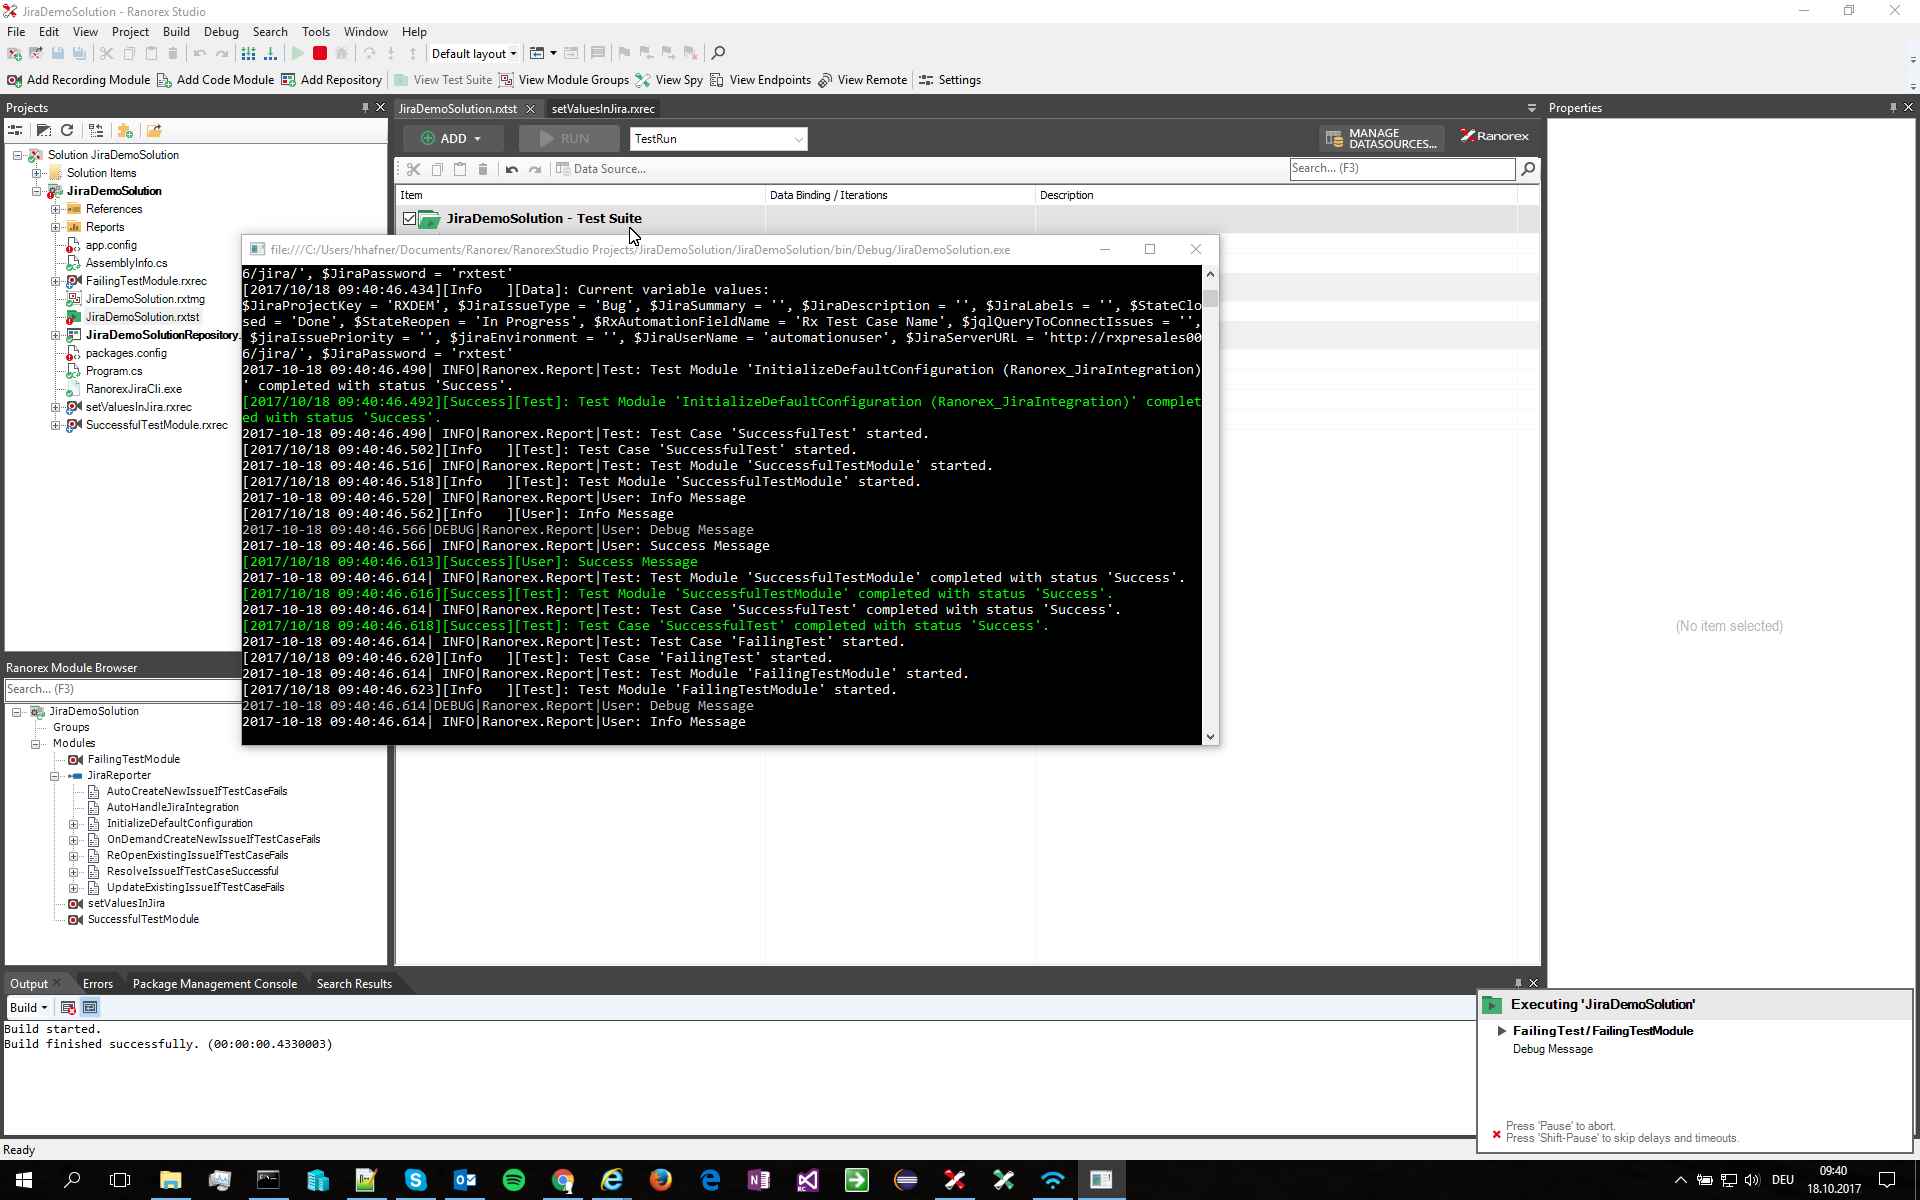 JiraDemoSolution - Ranorex Studio
File Edit View Project Build Debug Search Tools Window Help
Default layout
Add Recording Module Add Code Module Add Repository View Test Suite View Module Groups View Spy View Endpoints View Remote Settings
Projects
JiraDemoSolution.rxtst
setValuesInJira.rxrec
Properties
ADD
RUN
TestRun
MANAGE
DATASOURCES...
Ranorex
Data Source...
Search... (F3)
Item
Data Binding / Iterations
Description
JiraDemoSolution - Test Suite
Solution JiraDemoSolution
Solution Items
JiraDemoSolution
References
Reports
app.config
AssemblyInfo.cs
FailingTestModule.rxrec
JiraDemoSolution.rxtmg
JiraDemoSolution.rxtst
JiraDemoSolutionRepository.
packages.config
Program.cs
RanorexJiraCli.exe
setValuesInJira.rxrec
SuccessfulTestModule.rxrec
file:///C:/Users/hhafner/Documents/Ranorex/RanorexStudio Projects/JiraDemoSolution/JiraDemoSolution/bin/Debug/JiraDemoSolution.exe
6/jira/', $JiraPassword = 'rxtest'
[2017/10/18 09:40:46.434][Info   ][Data]: Current variable values:
$JiraProjectKey = 'RXDEM', $JiraIssueType = 'Bug', $JiraSummary = '', $JiraDescription = '', $JiraLabels = '', $StateClo
sed = 'Done', $StateReopen = 'In Progress', $RxAutomationFieldName = 'Rx Test Case Name', $jqlQueryToConnectIssues = '',
$jiraIssuePriority = '', $jiraEnvironment = '', $JiraUserName = 'automationuser', $JiraServerURL = 'http://rxpresales00
6/jira/', $JiraPassword = 'rxtest'
2017-10-18 09:40:46.490| INFO|Ranorex.Report|Test: Test Module 'InitializeDefaultConfiguration (Ranorex_JiraIntegration)
' completed with status 'Success'.
[2017/10/18 09:40:46.492][Success][Test]: Test Module 'InitializeDefaultConfiguration (Ranorex_JiraIntegration)' complet
ed with status 'Success'.
2017-10-18 09:40:46.490| INFO|Ranorex.Report|Test: Test Case 'SuccessfulTest' started.
[2017/10/18 09:40:46.502][Info   ][Test]: Test Case 'SuccessfulTest' started.
2017-10-18 09:40:46.516| INFO|Ranorex.Report|Test: Test Module 'SuccessfulTestModule' started.
[2017/10/18 09:40:46.518][Info   ][Test]: Test Module 'SuccessfulTestModule' started.
2017-10-18 09:40:46.520| INFO|Ranorex.Report|User: Info Message
[2017/10/18 09:40:46.562][Info   ][User]: Info Message
2017-10-18 09:40:46.566|DEBUG|Ranorex.Report|User: Debug Message
2017-10-18 09:40:46.566| INFO|Ranorex.Report|User: Success Message
[2017/10/18 09:40:46.613][Success][User]: Success Message
2017-10-18 09:40:46.614| INFO|Ranorex.Report|Test: Test Module 'SuccessfulTestModule' completed with status 'Success'.
[2017/10/18 09:40:46.616][Success][Test]: Test Module 'SuccessfulTestModule' completed with status 'Success'.
2017-10-18 09:40:46.614| INFO|Ranorex.Report|Test: Test Case 'SuccessfulTest' completed with status 'Success'.
[2017/10/18 09:40:46.618][Success][Test]: Test Case 'SuccessfulTest' completed with status 'Success'.
2017-10-18 09:40:46.614| INFO|Ranorex.Report|Test: Test Case 'FailingTest' started.
[2017/10/18 09:40:46.620][Info   ][Test]: Test Case 'FailingTest' started.
2017-10-18 09:40:46.614| INFO|Ranorex.Report|Test: Test Module 'FailingTestModule' started.
[2017/10/18 09:40:46.623][Info   ][Test]: Test Module 'FailingTestModule' started.
2017-10-18 09:40:46.614|DEBUG|Ranorex.Report|User: Debug Message
2017-10-18 09:40:46.614| INFO|Ranorex.Report|User: Info Message
(No item selected)
Ranorex Module Browser
Search... (F3)
JiraDemoSolution
Groups
Modules
FailingTestModule
JiraReporter
AutoCreateNewIssueIfTestCaseFails
AutoHandleJiraIntegration
InitializeDefaultConfiguration
OnDemandCreateNewIssueIfTestCaseFails
ReOpenExistingIssueIfTestCaseFails
ResolveIssueIfTestCaseSuccessful
UpdateExistingIssueIfTestCaseFails
setValuesInJira
SuccessfulTestModule
Output Errors Package Management Console Search Results
Build
Build started.
Build finished successfully. (00:00:00.4330003)
Executing 'JiraDemoSolution'
FailingTest/FailingTestModule
Debug Message
Press 'Pause' to abort.
Press 'Shift-Pause' to skip delays and timeouts.
Ready
DEU
09:40
18.10.2017